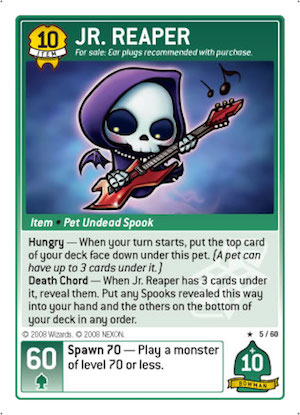 10
ITEM
JR. REAPER
For sale: Ear plugs recommended with purchase.
Item • Pet Undead Spook
Hungry — When your turn starts, put the top card
of your deck face down under this pet. (A pet can
have up to 3 cards under it.)
Death Chord — When Jr. Reaper has 3 cards under
it, reveal them. Put any Spooks revealed this way
into your hand and the others on the bottom of
your deck in any order.
© 2008 Wizards. © 2008 NEXON. ★ 5 / 60
60
Spawn 70 — Play a monster
of level 70 or less.
10
BOWMAN